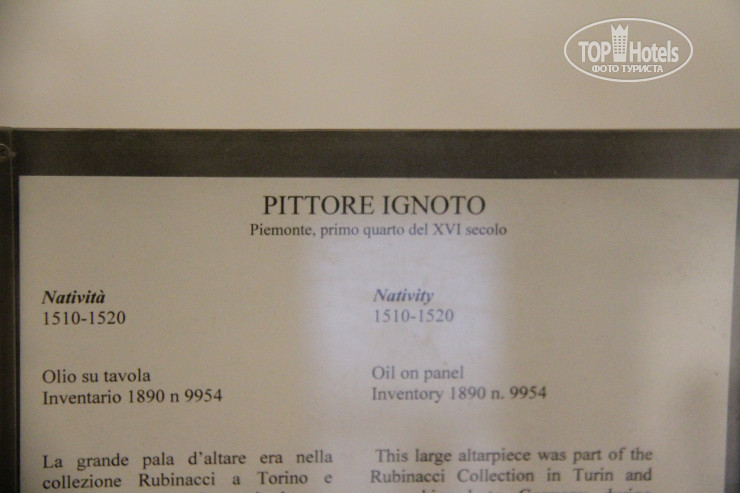 TOP Hotels
ФОТО ТУРИСТА
PITTORE IGNOTO
Piemonte, primo quarto del XVI secolo
Natività
1510-1520
Olio su tavola
Inventario 1890 n 9954
La grande pala d'altare era nella
collezione Rubinacci a Torino e
Nativity
1510-1520
Oil on panel
Inventory 1890 n. 9954
This large altarpiece was part of the
Rubinacci Collection in Turin and